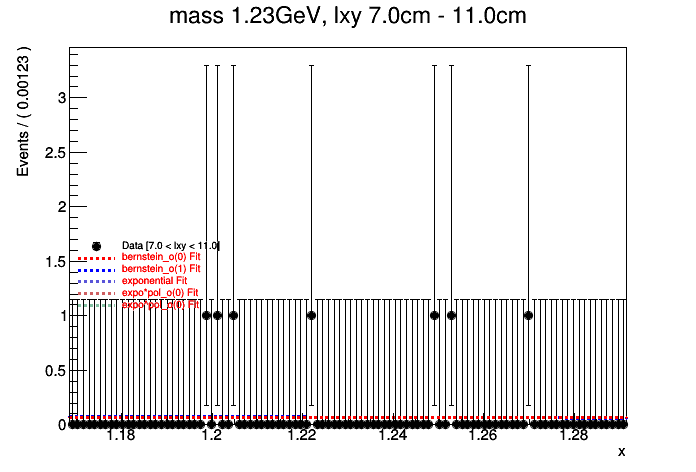 mass 1.23GeV, lxy 7.0cm - 11.0cm
Events / ( 0.00123 )
3
2.5
2
1.5
1
0.5
0
Data [7.0 < lxy < 11.0]
bernstein_o(0) Fit
bernstein_o(1) Fit
exponential Fit
expo*pol_o(0) Fit
1.18 1.2 1.22 1.24 1.26 1.28
x